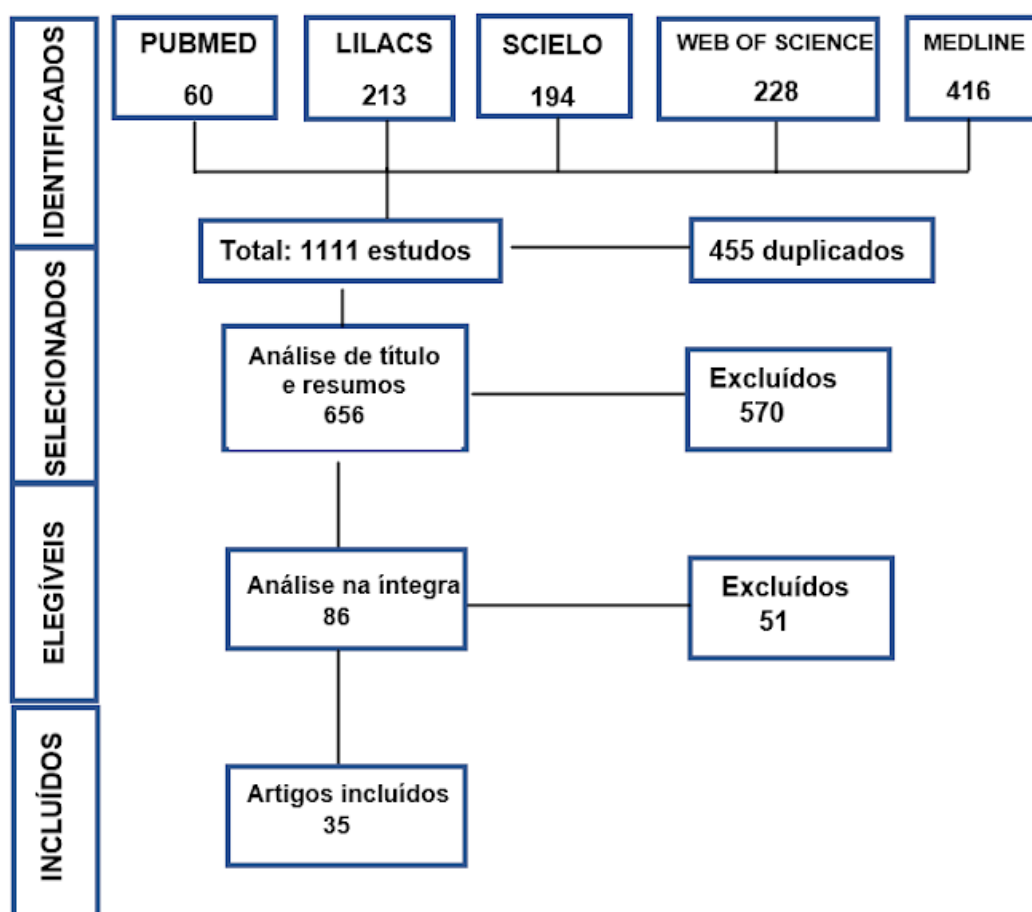 IDENTIFICADOS
PUBMED
60
LILACS
213
SCIELO
194
WEB OF SCIENCE
228
MEDLINE
416
Total: 1111 estudos
455 duplicados
SELECIONADOS
Análise de título
e resumos
656
Excluídos
570
ELEGÍVEIS
Análise na íntegra
86
Excluídos
51
INCLUÍDOS
Artigos incluídos
35